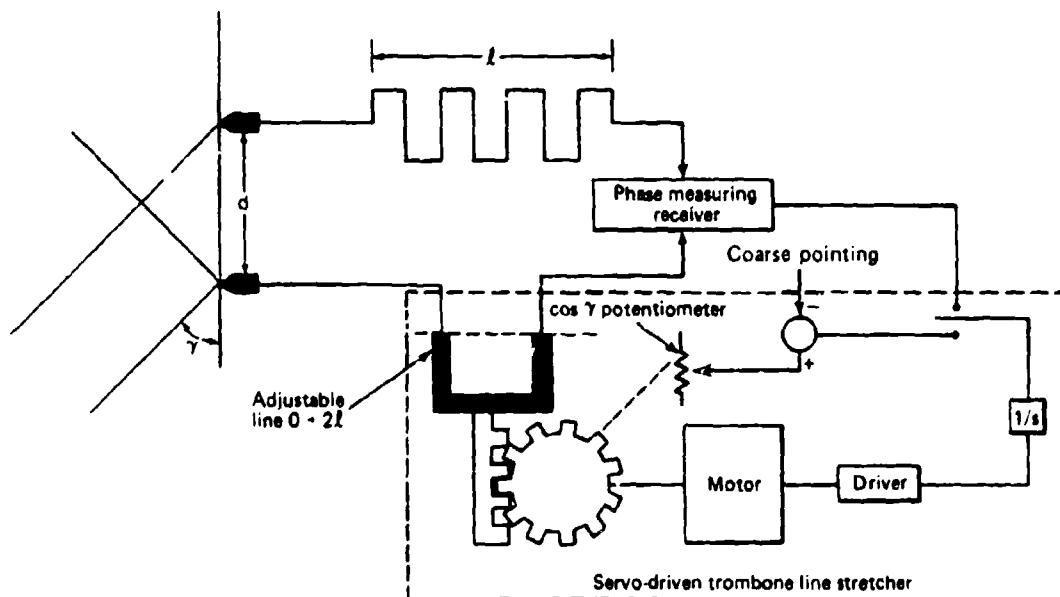 ℓ
d
γ
Phase measuring
receiver
Coarse pointing
−
cos γ potentiometer
+
Adjustable
line 0 - 2ℓ
1/s
Motor
Driver
Servo-driven trombone line stretcher